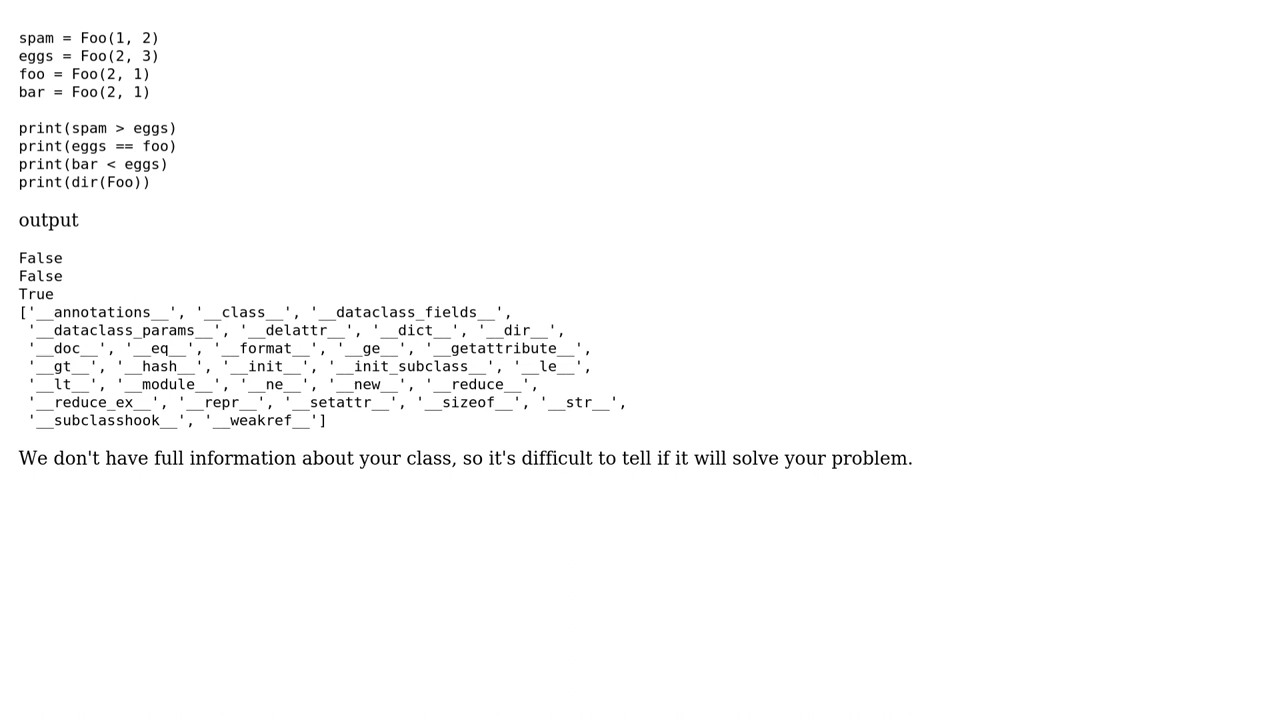 spam = Foo(1, 2)
eggs = Foo(2, 3)
foo = Foo(2, 1)
bar = Foo(2, 1)

print(spam > eggs)
print(eggs == foo)
print(bar < eggs)
print(dir(Foo))

output

False
False
True
['__annotations__', '__class__', '__dataclass_fields__',
 '__dataclass_params__', '__delattr__', '__dict__', '__dir__',
 '__doc__', '__eq__', '__format__', '__ge__', '__getattribute__',
 '__gt__', '__hash__', '__init__', '__init_subclass__', '__le__',
 '__lt__', '__module__', '__ne__', '__new__', '__reduce__',
 '__reduce_ex__', '__repr__', '__setattr__', '__sizeof__', '__str__',
 '__subclasshook__', '__weakref__']

We don't have full information about your class, so it's difficult to tell if it will solve your problem.